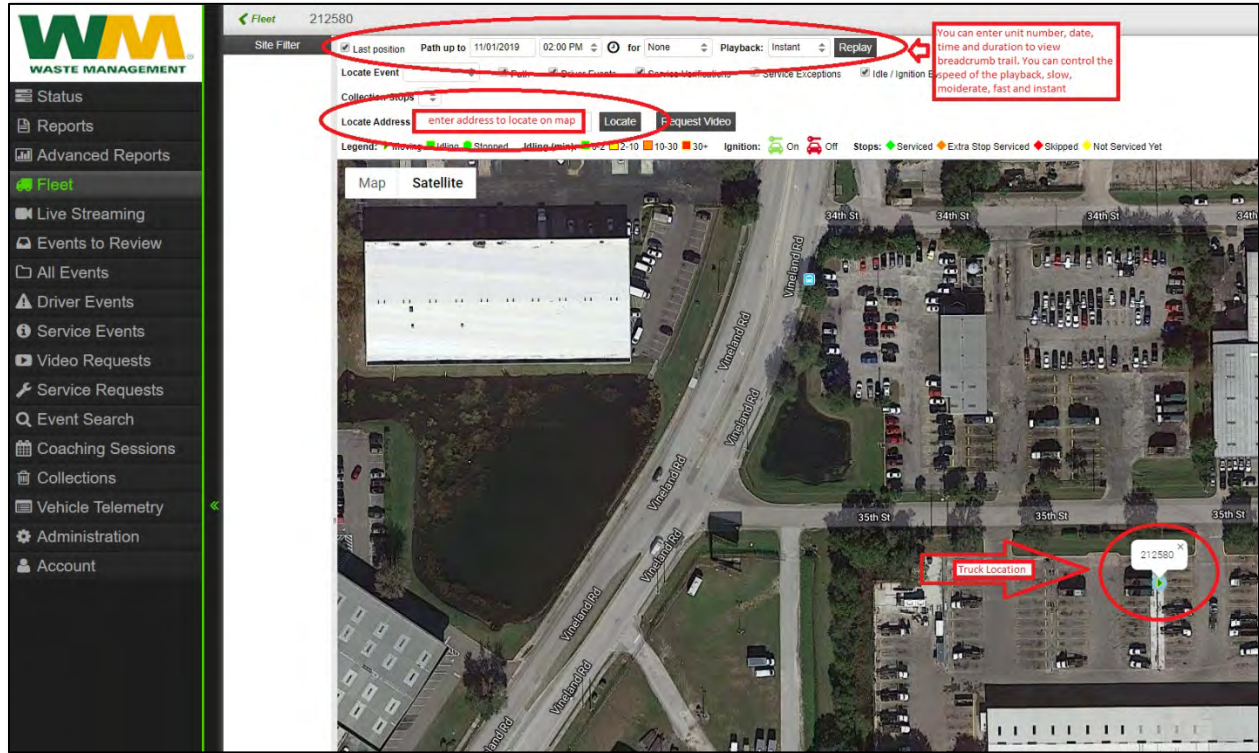 WM
WASTE MANAGEMENT®
Status
Reports
Advanced Reports
Fleet
Live Streaming
Events to Review
All Events
Driver Events
Service Events
Video Requests
Service Requests
Event Search
Coaching Sessions
Collections
Vehicle Telemetry
Administration
Account
Fleet 212580
Site Filter
Last position Path up to 11/01/2019 02:00 PM for None Playback: Instant Replay
Locate Event Path Driver Events Service Verifications Service Exceptions Idle / Ignition
Collection Stops
Locate Address enter address to locate on map Locate Request Video
Legend: Moving Idling Stopped Idling (min): 0-2 2-10 10-30 30+ Ignition: On Off Stops: Serviced Extra Stop Serviced Skipped Not Serviced Yet
You can enter unit number, date,
time and duration to view
breadcrumb trail. You can control the
speed of the playback, slow,
moiderate, fast and instant
Map Satellite
34th St 34th St 34th St 34th
Vineland Rd
Vineland Rd
Vineland Rd
Vineland Rd
Vineland Rd
Vineland Rd
Vineland Rd
Vineland Rd
35th St 35th St 35th St
212580
Truck Location